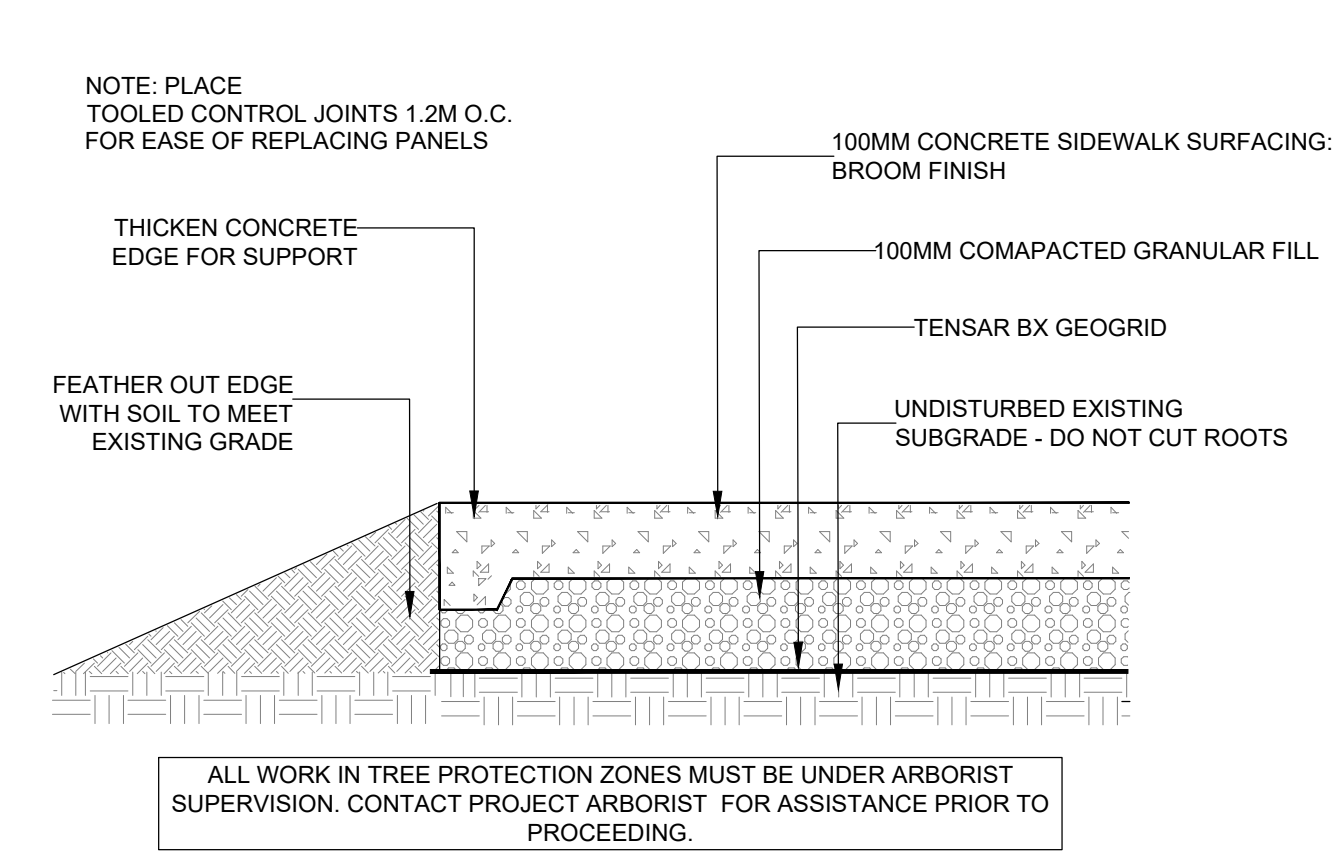 NOTE: PLACE
TOOLED CONTROL JOINTS 1.2M O.C.
FOR EASE OF REPLACING PANELS
100MM CONCRETE SIDEWALK SURFACING:
BROOM FINISH
THICKEN CONCRETE
EDGE FOR SUPPORT
100MM COMAPACTED GRANULAR FILL
TENSAR BX GEOGRID
FEATHER OUT EDGE
WITH SOIL TO MEET
EXISTING GRADE
UNDISTURBED EXISTING
SUBGRADE - DO NOT CUT ROOTS
ALL WORK IN TREE PROTECTION ZONES MUST BE UNDER ARBORIST
SUPERVISION. CONTACT PROJECT ARBORIST FOR ASSISTANCE PRIOR TO
PROCEEDING.